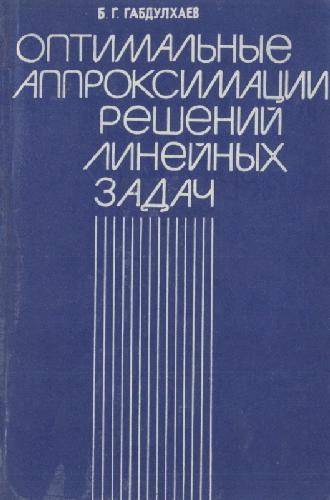 Б. Г. ГАБДУЛХАЕВ
ОПТИМАЛЬНЫЕ
АППРОКСИМАЦИИ
РЕШЕНИЙ
ЛИНЕЙНЫХ
ЗАДАЧ